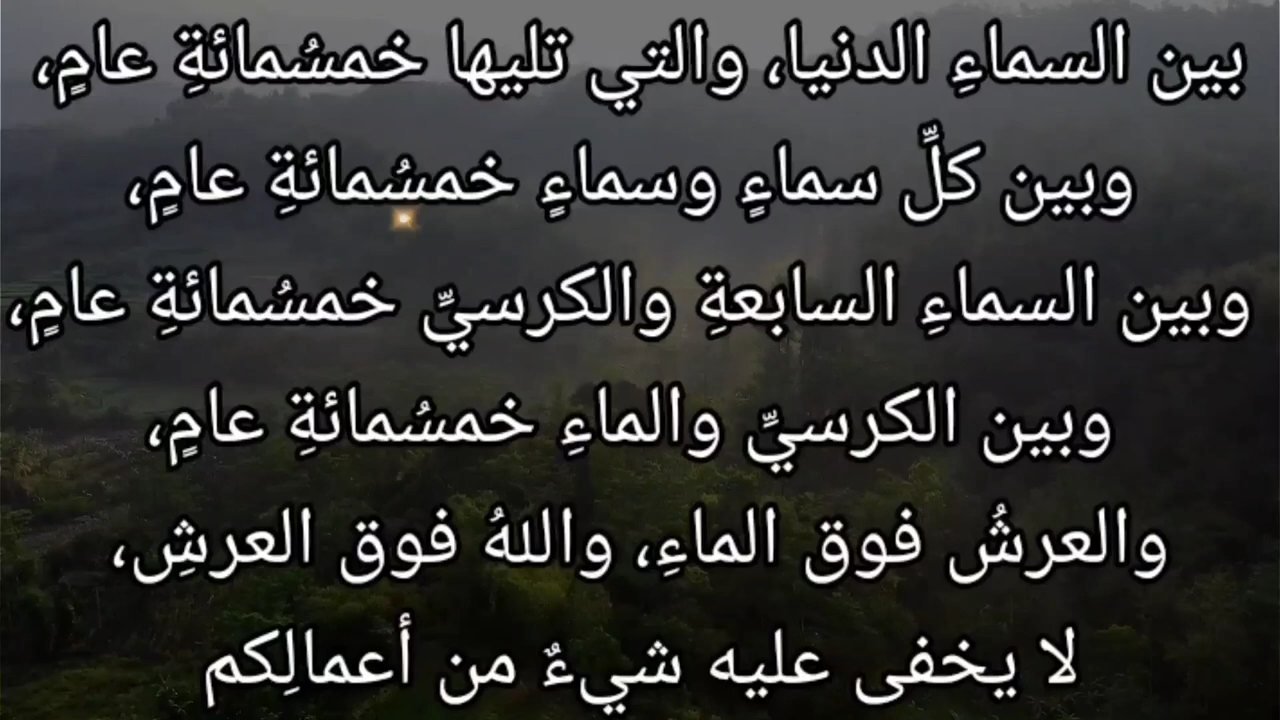 بين السماءِ الدنيا، والتي تليها خمسُمائةِ عامٍ،
وبين كلِّ سماءٍ وسماءٍ خمسُمائةِ عامٍ،
وبين السماءِ السابعةِ والكرسيِّ خمسُمائةِ عامٍ،
وبين الكرسيِّ والماءِ خمسُمائةِ عامٍ،
والعرشُ فوق الماءِ، واللهُ فوق العرشِ،
لا يخفى عليه شيءٌ من أعمالِكم